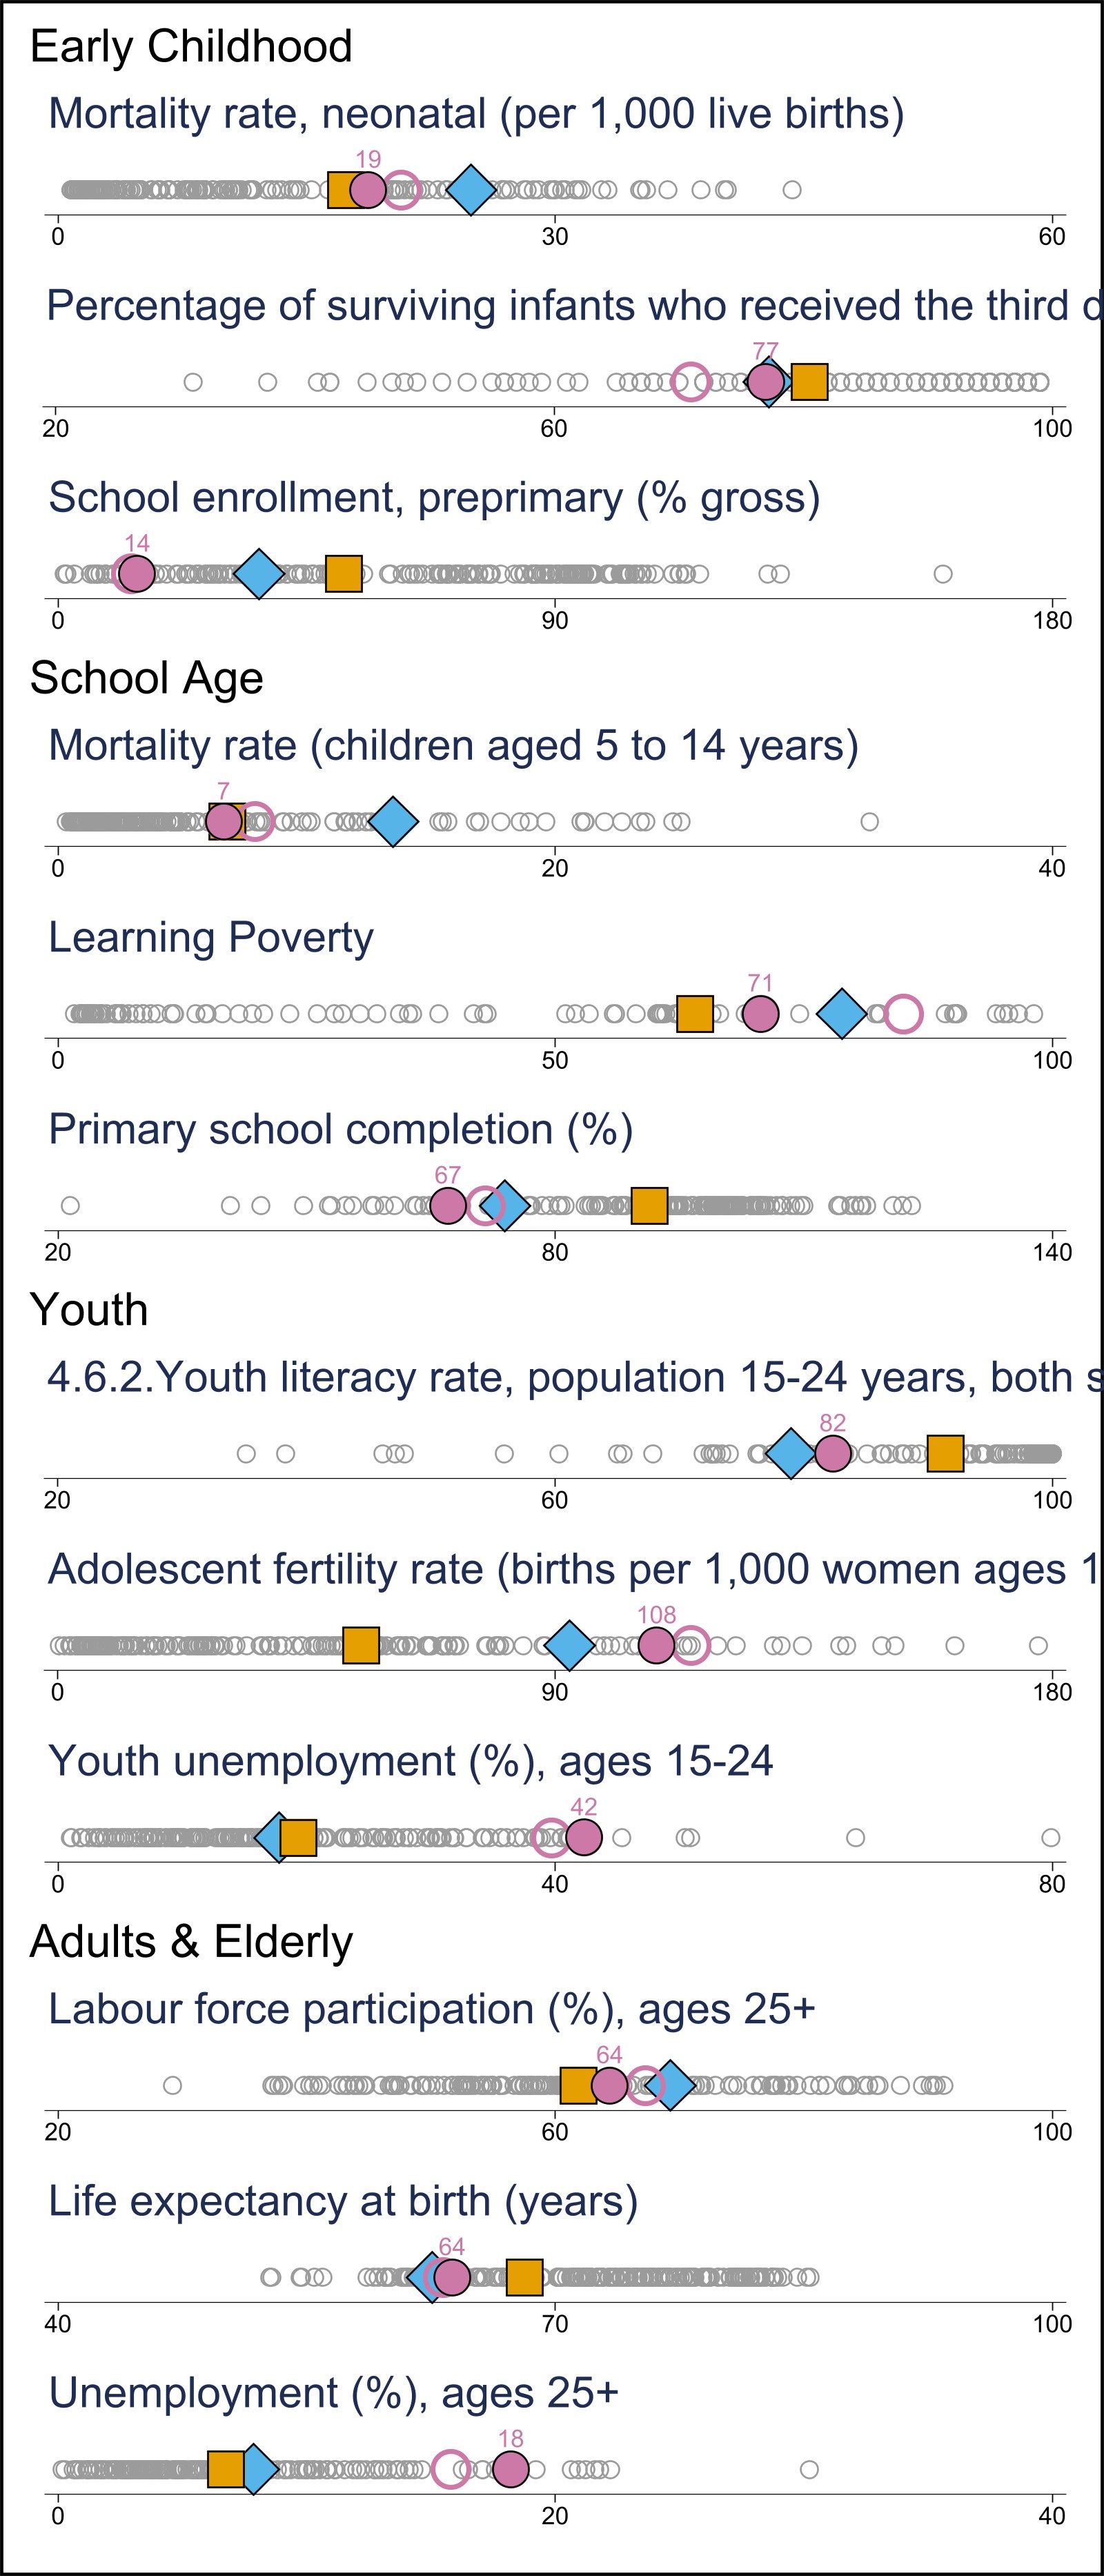 Early Childhood
Mortality rate, neonatal (per 1,000 live births)
19
0 30 60
Percentage of surviving infants who received the third d
77
20 60 100
School enrollment, preprimary (% gross)
14
0 90 180
School Age
Mortality rate (children aged 5 to 14 years)
7
0 20 40
Learning Poverty
71
0 50 100
Primary school completion (%)
67
20 80 140
Youth
4.6.2.Youth literacy rate, population 15-24 years, both s
82
20 60 100
Adolescent fertility rate (births per 1,000 women ages 1
108
0 90 180
Youth unemployment (%), ages 15-24
42
0 40 80
Adults & Elderly
Labour force participation (%), ages 25+
64
20 60 100
Life expectancy at birth (years)
64
40 70 100
Unemployment (%), ages 25+
18
0 20 40